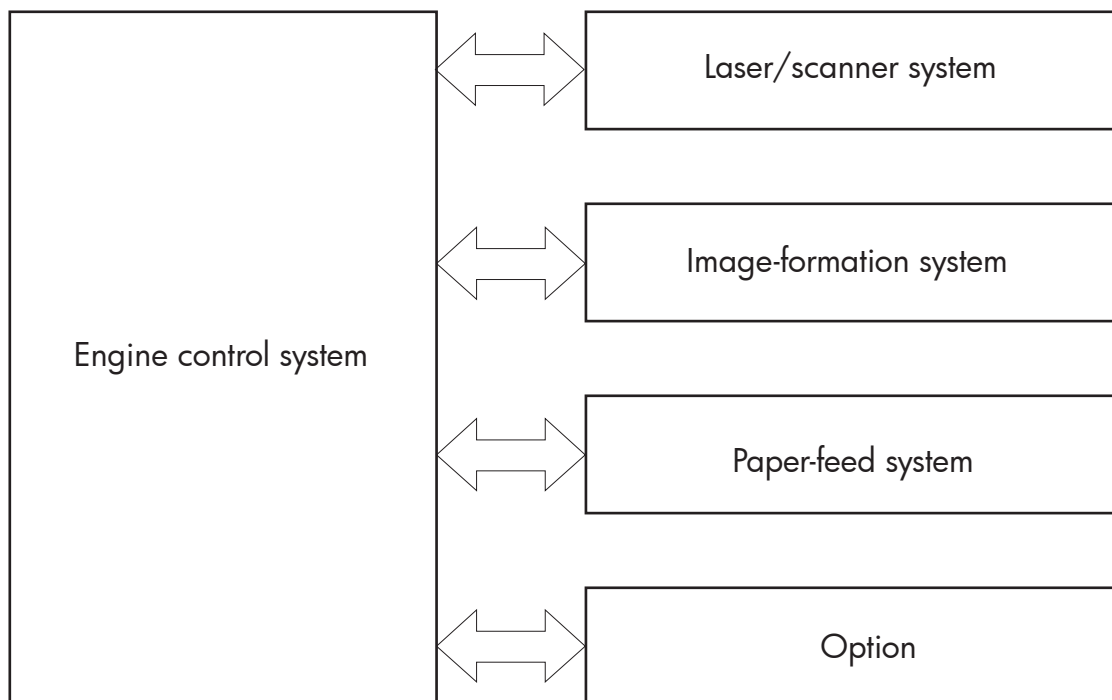 Laser/scanner system
Image-formation system
Engine control system
Paper-feed system
Option